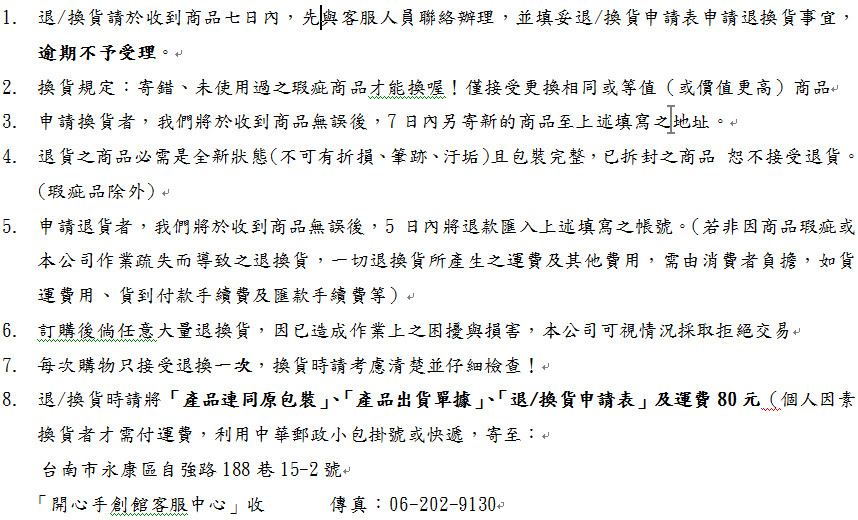 1. 退/換貨請於收到商品七日內，先與客服人員聯絡辦理，並填妥退/換貨申請表申請退換貨事宜，
逾期不予受理。
2. 換貨規定：寄錯、未使用過之瑕疵商品才能換喔！僅接受更換相同或等值（或價值更高）商品
3. 申請換貨者，我們將於收到商品無誤後，7 日內另寄新的商品至上述填寫之地址。
4. 退貨之商品必需是全新狀態(不可有折損、筆跡、汙垢)且包裝完整，已拆封之商品 恕不接受退貨。
(瑕疵品除外)
5. 申請退貨者，我們將於收到商品無誤後，5 日內將退款匯入上述填寫之帳號。(若非因商品瑕疵或
本公司作業疏失而導致之退換貨，一切退換貨所產生之運費及其他費用，需由消費者負擔，如貨
運費用、貨到付款手續費及匯款手續費等)
6. 訂購後倘任意大量退換貨，因已造成作業上之困擾與損害，本公司可視情況採取拒絕交易
7. 每次購物只接受退換一次，換貨時請考慮清楚並仔細檢查！
8. 退/換貨時請將「產品連同原包裝」、「產品出貨單據」、「退/換貨申請表」及運費 80 元（個人因素
換貨者才需付運費，利用中華郵政小包掛號或快遞，寄至：
台南市永康區自強路 188 巷 15-2 號
「開心手創館客服中心」收 傳真：06-202-9130